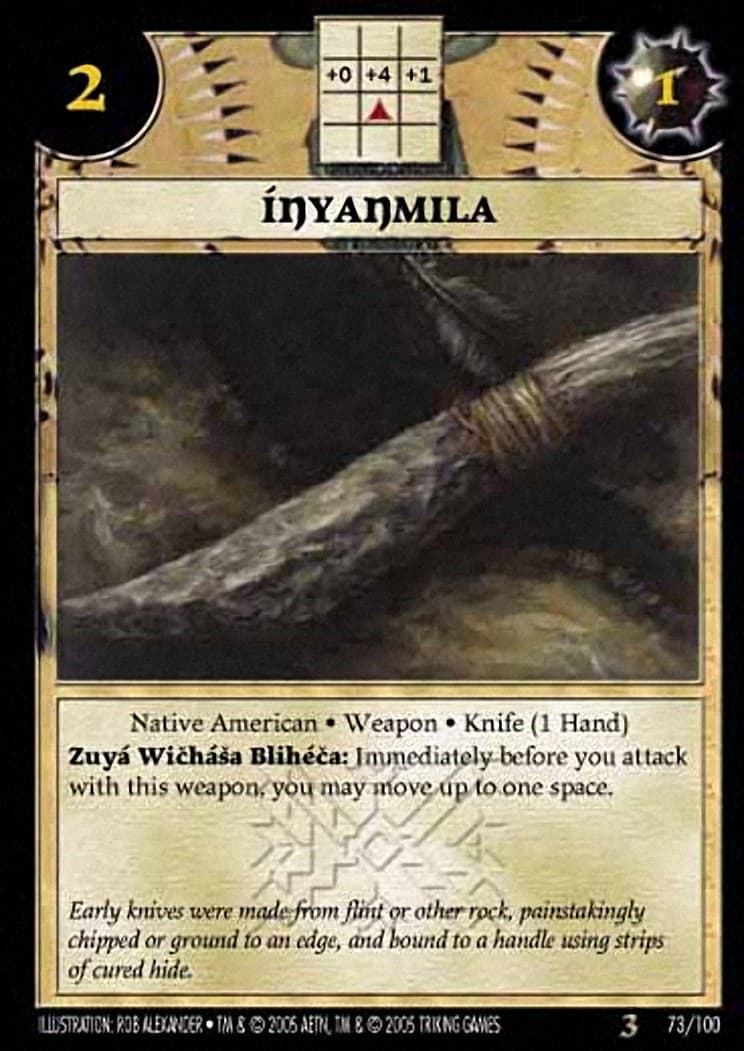 2
+0 +4 +1
1
ÍŊYAŊMILA
Native American • Weapon • Knife (1 Hand)
Zuyá Wičháša Blihéča: Immediately before you attack
with this weapon, you may move up to one space.
Early knives were made from flint or other rock, painstakingly
chipped or ground to an edge, and bound to a handle using strips
of cured hide.
ILLUSTRATION: ROB ALEXANDER • TM & © 2005 AETN, TM & © 2005 TRIKING GAMES 3 73/100